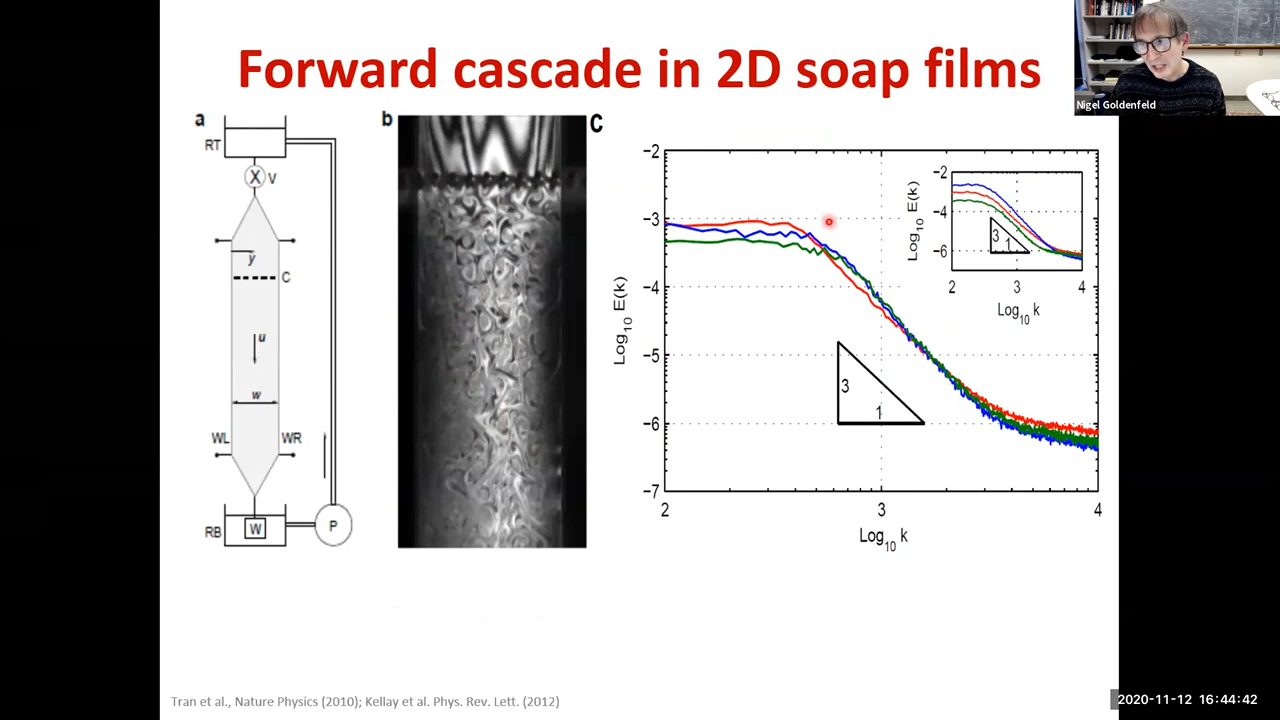 Forward cascade in 2D soap films
Nigel Goldenfeld
a
RT
X V
y
C
u
w
WL WR
RB W P
b
c
−2
−3
−4
−5
−6
−7
2 3 4
Log10 E(k)
Log10 k
3
1
−2
−4
−6
2 3 4
Log10 E(k)
Log10 k
3
1
Tran et al., Nature Physics (2010); Kellay et al. Phys. Rev. Lett. (2012)
2020-11-12 16:44:42